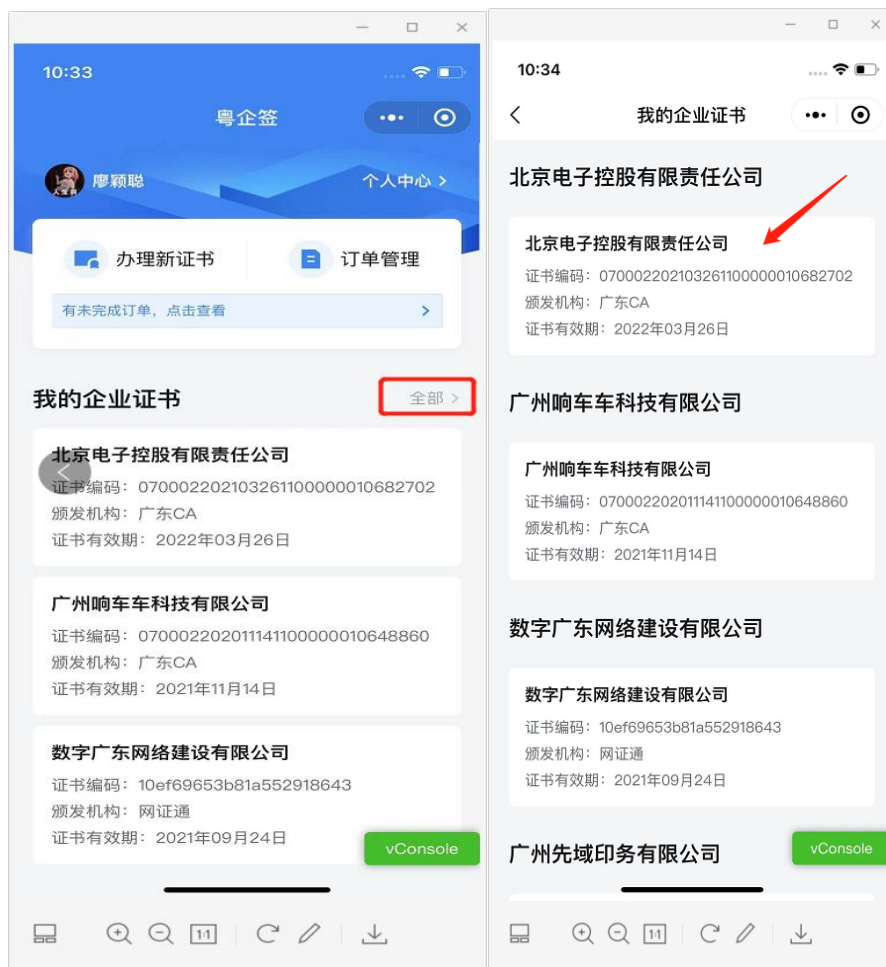 10:33
粤企签
廖颖聪
个人中心
办理新证书
订单管理
有未完成订单，点击查看
我的企业证书
全部
北京电子控股有限责任公司
证书编码：07000220210326110000001068270​2
颁发机构：广东CA
证书有效期：2022年03月26日
广州响车车科技有限公司
证书编码：070002202011141100000010648860
颁发机构：广东CA
证书有效期：2021年11月14日
数字广东网络建设有限公司
证书编码：10ef69653b81a552918643
颁发机构：网证通
证书有效期：2021年09月24日
vConsole
1:1
10:34
我的企业证书
北京电子控股有限责任公司
北京电子控股有限责任公司
证书编码：070002202103261100000010682702
颁发机构：广东CA
证书有效期：2022年03月26日
广州响车车科技有限公司
广州响车车科技有限公司
证书编码：070002202011141100000010648860
颁发机构：广东CA
证书有效期：2021年11月14日
数字广东网络建设有限公司
数字广东网络建设有限公司
证书编码：10ef69653b81a552918643
颁发机构：网证通
证书有效期：2021年09月24日
广州先域印务有限公司
vConsole
1:1